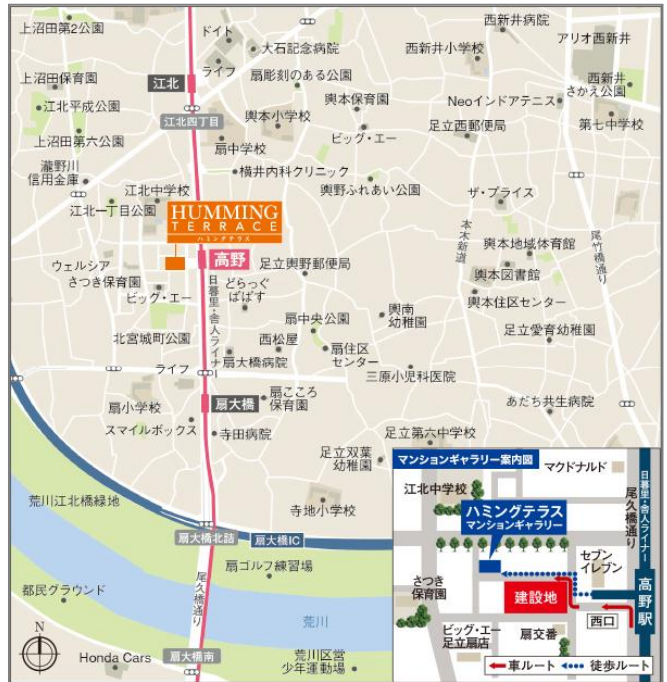 上沼田第2公園
ドイト
大石記念病院
西新井病院
西新井小学校
アリオ西新井
上沼田保育園
江北
ライフ
扇彫刻のある公園
西新井
さかえ公園
江北平成公園
江北四丁目
輿本小学校
輿本保育園
Neoインドアテニス
上沼田第六公園
扇中学校
ビッグ・エー
足立西郵便局
第七中学校
瀧野川
信用金庫
江北中学校
横井内科クリニック
輿野ふれあい公園
ザ・プライス
江北一丁目公園
HUMMING
TERRACE
ハミングテラス
本木新道
尾竹橋通り
輿本地域体育館
ウェルシア
高野
足立輿野郵便局
輿本図書館
さつき保育園
ビッグ・エー
日暮里・舎人ライナー
どらっぐ
ぱぱす
輿本住区センター
輿南
幼稚園
扇中央公園
足立愛育幼稚園
北宮城町公園
西松屋
扇住区
センター
扇大橋病院
ライフ
三原小児科医院
扇大橋
扇こころ
保育園
扇小学校
あだち共生病院
スマイルボックス
寺田病院
足立第六中学校
足立双葉
幼稚園
荒川江北橋緑地
寺地小学校
扇大橋北詰
扇大橋IC
扇ゴルフ練習場
尾久橋通り
都民グラウンド
荒川
N
Honda Cars
扇大橋南
荒川区営
少年運動場
マンションギャラリー案内図
マクドナルド
江北中学校
ハミングテラス
マンションギャラリー
尾久橋通り
日暮里・舎人ライナー
セブン
イレブン
さつき
保育園
建設地
高野駅
西口
ビッグ・エー
足立扇店
扇交番
車ルート
徒歩ルート